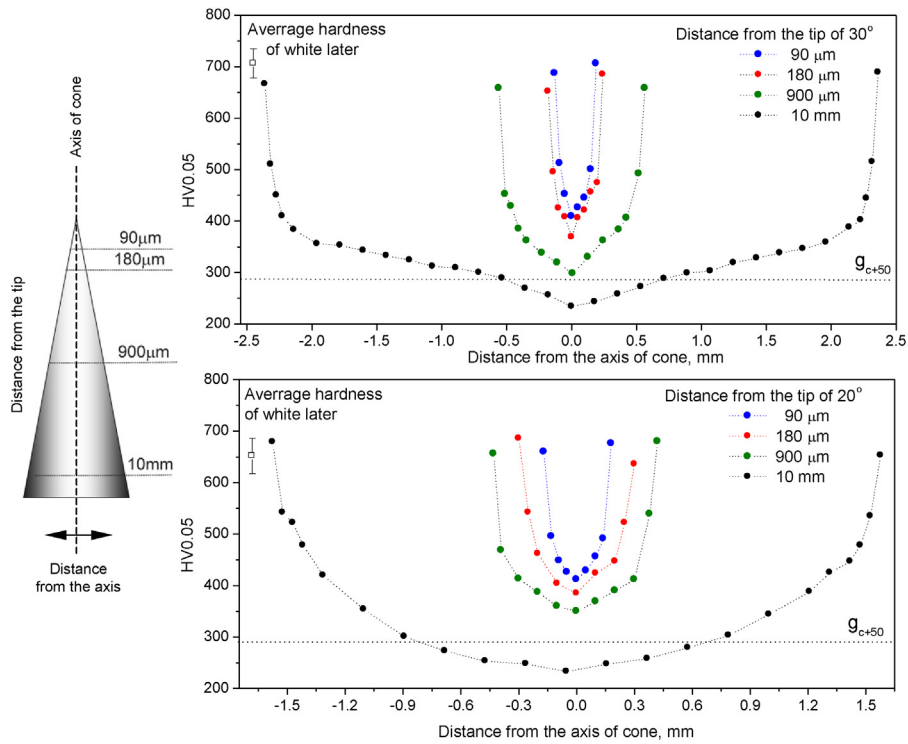 Axis of cone
Distance from the tip
90μm
180μm
900μm
10mm
Distance
from the axis
800
700
600
500
400
300
200
HV0.05
Averrage hardness
of white later
Distance from the tip of 30°
90 μm
180 μm
900 μm
10 mm
gc+50
-2.5 -2.0 -1.5 -1.0 -0.5 0.0 0.5 1.0 1.5 2.0 2.5
Distance from the axis of cone, mm
800
700
600
500
400
300
200
HV0.05
Averrage hardness
of white later
Distance from the tip of 20°
90 μm
180 μm
900 μm
10 mm
gc+50
-1.5 -1.2 -0.9 -0.6 -0.3 0.0 0.3 0.6 0.9 1.2 1.5
Distance from the axis of cone, mm